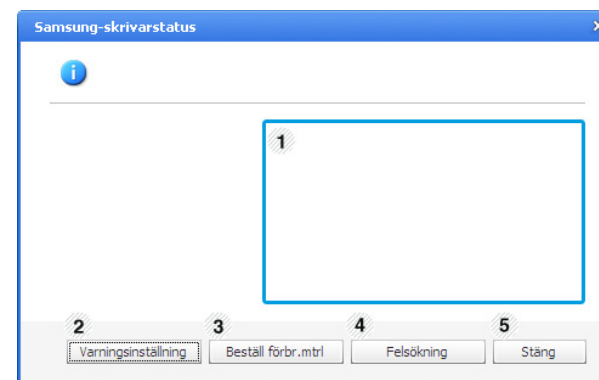 Samsung-skrivarstatus
1
2 3 4 5
Varningsinställning Beställ förbr.mtrl Felsökning Stäng